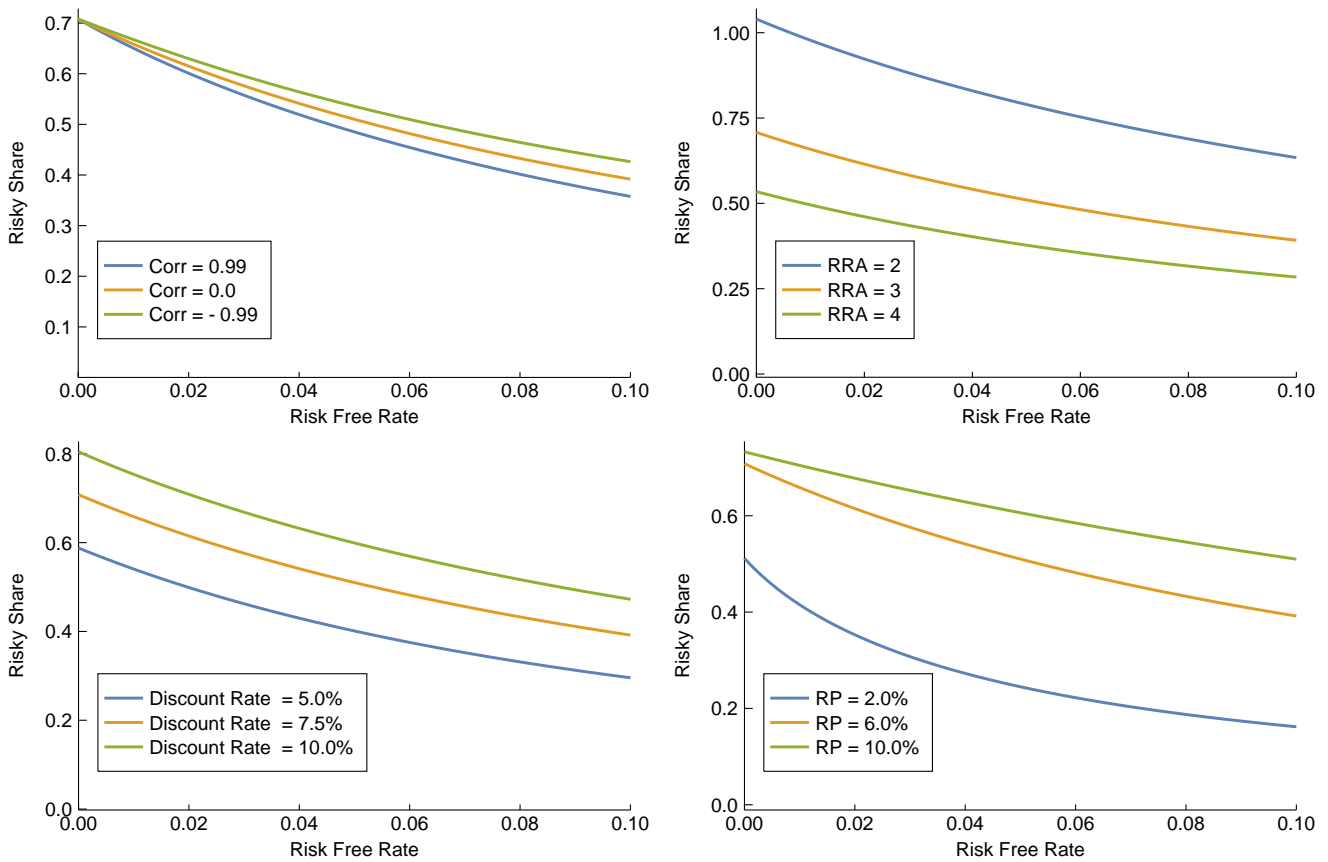 0.7
0.6
0.5
0.4
0.3
0.2
0.1
Risky Share
Corr = 0.99
Corr = 0.0
Corr = - 0.99
0.00 0.02 0.04 0.06 0.08 0.10
Risk Free Rate
1.00
0.75
0.50
0.25
0.00
Risky Share
RRA = 2
RRA = 3
RRA = 4
0.00 0.02 0.04 0.06 0.08 0.10
Risk Free Rate
0.8
0.6
0.4
0.2
0.0
Risky Share
Discount Rate = 5.0%
Discount Rate = 7.5%
Discount Rate = 10.0%
0.00 0.02 0.04 0.06 0.08 0.10
Risk Free Rate
0.6
0.4
0.2
0.0
Risky Share
RP = 2.0%
RP = 6.0%
RP = 10.0%
0.00 0.02 0.04 0.06 0.08 0.10
Risk Free Rate